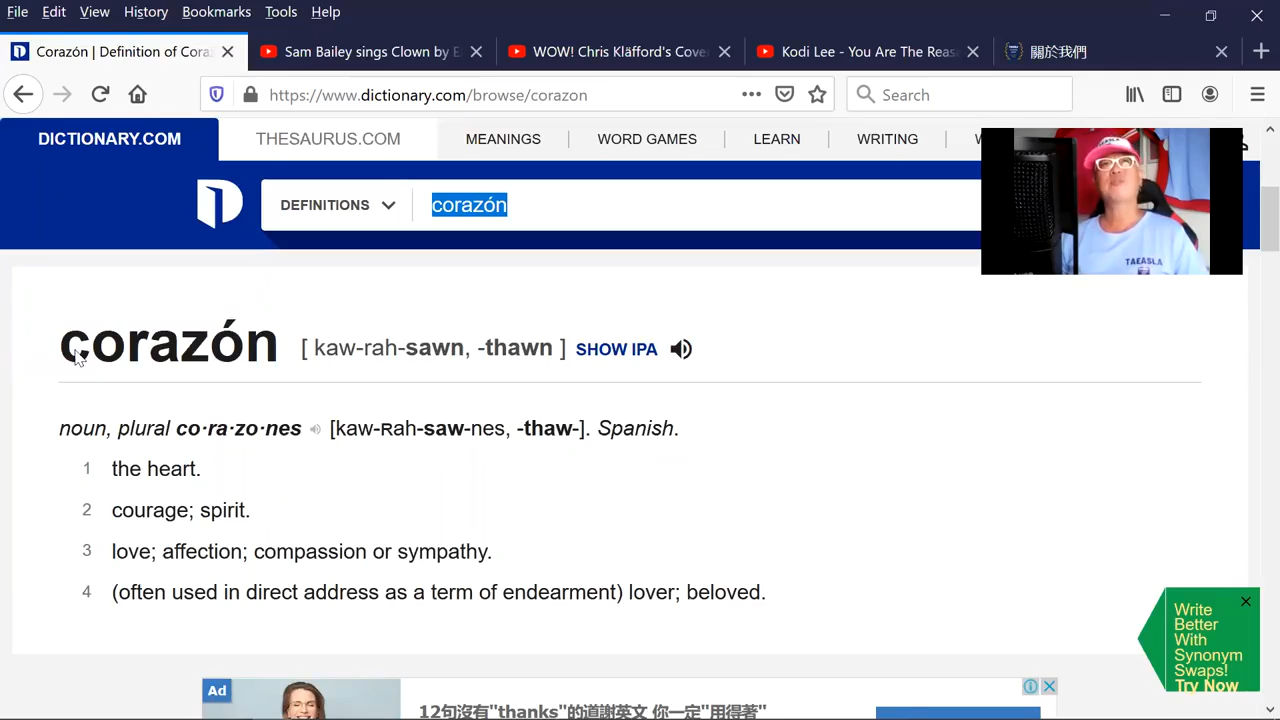 File Edit View History Bookmarks Tools Help
Corazón | Definition of Cora
Sam Bailey sings Clown by E
WOW! Chris Kläfford's Cove
Kodi Lee - You Are The Reas
關於我們
https://www.dictionary.com/browse/corazon
Search
DICTIONARY.COM THESAURUS.COM MEANINGS WORD GAMES LEARN WRITING
DEFINITIONS corazón
TAEASLA
corazón [ kaw-rah-sawn, -thawn ] SHOW IPA
noun, plural co·ra·zo·nes [kaw-ʀah-saw-nes, -thaw-]. Spanish.
1 the heart.
2 courage; spirit.
3 love; affection; compassion or sympathy.
4 (often used in direct address as a term of endearment) lover; beloved.
Write
Better
With
Synonym
Swaps!
Try Now
Ad
12句沒有"thanks"的道謝英文 你一定"用得著"